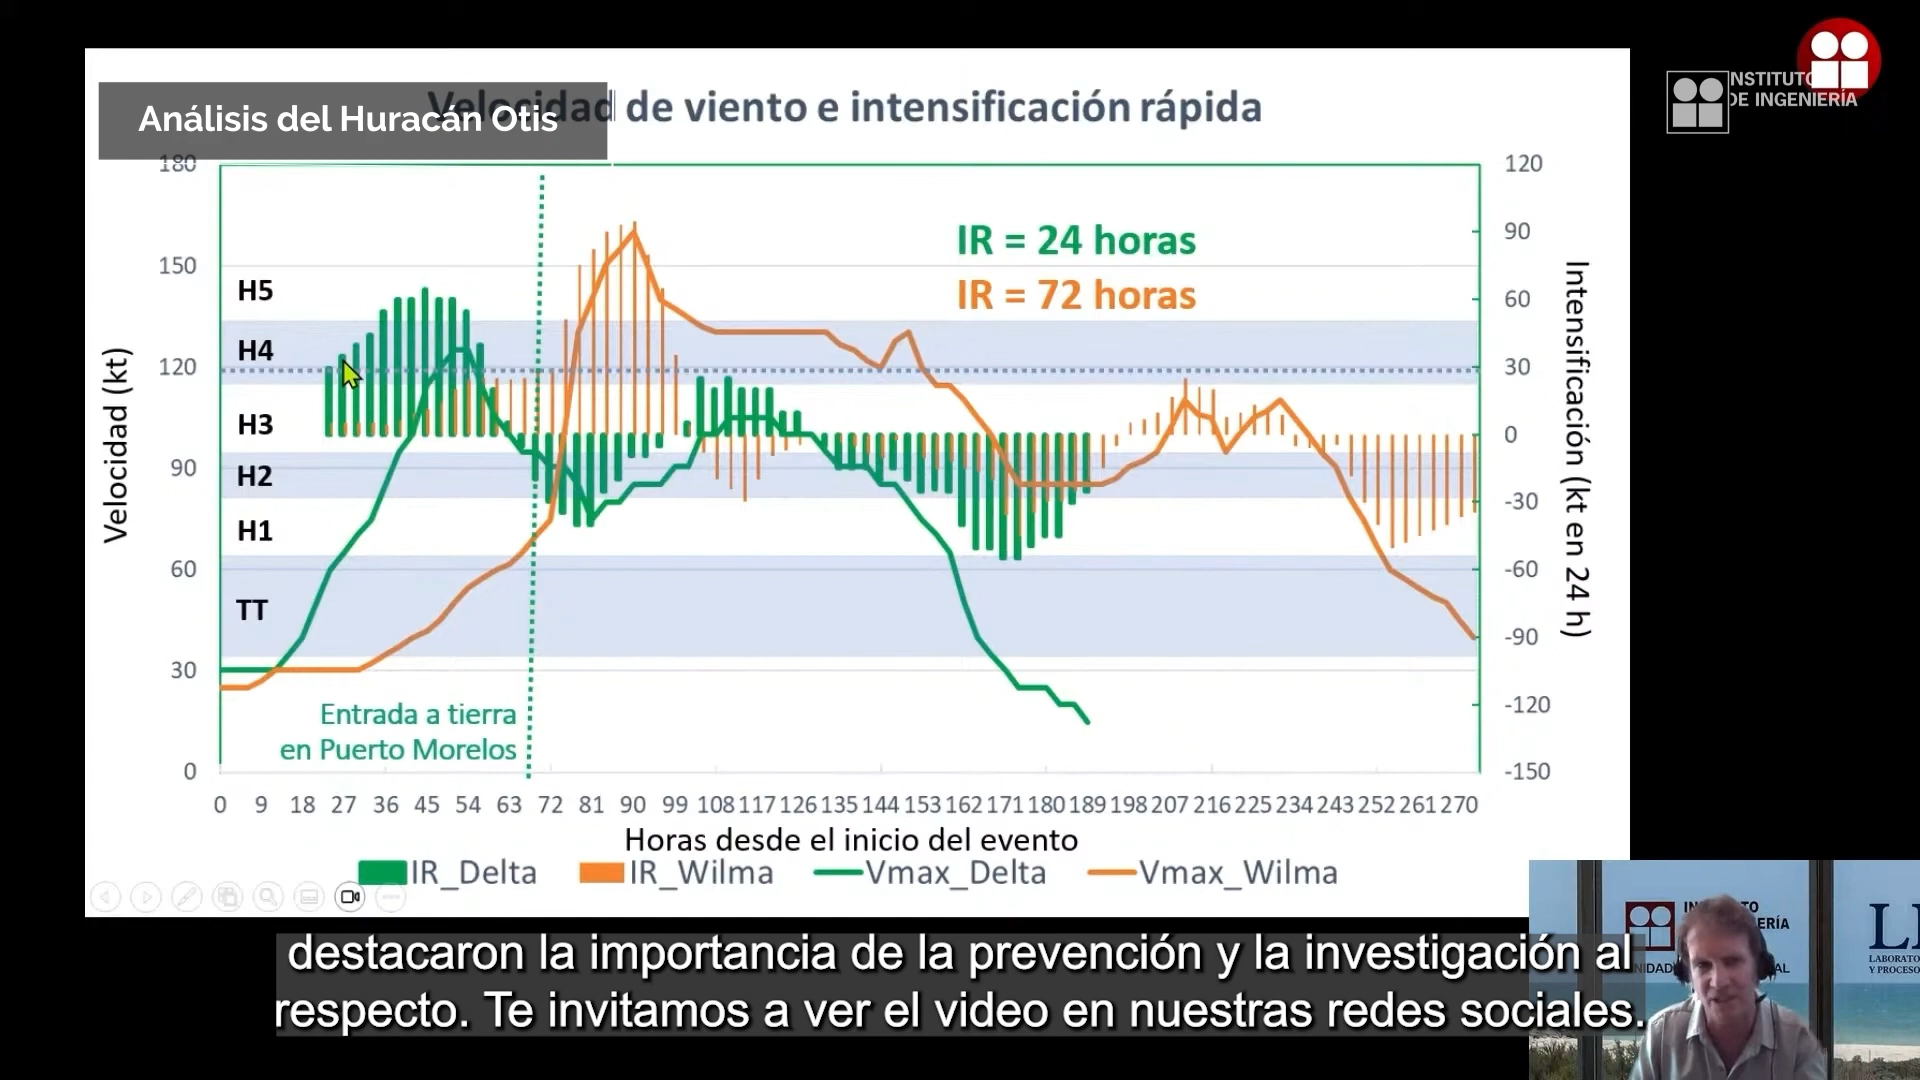 Análisis del Huracán Otis
Velocidad de viento e intensificación rápida
INSTITUTO
DE INGENIERÍA
180
150
120
90
60
30
0
Velocidad (kt)
H5
H4
H3
H2
H1
TT
IR = 24 horas
IR = 72 horas
Entrada a tierra
en Puerto Morelos
120
90
60
30
0
-30
-60
-90
-120
-150
Intensificación (kt en 24 h)
0 9 18 27 36 45 54 63 72 81 90 99 108 117 126 135 144 153 162 171 180 189 198 207 216 225 234 243 252 261 270
Horas desde el inicio del evento
IR_Delta IR_Wilma Vmax_Delta Vmax_Wilma
destacaron la importancia de la prevención y la investigación al
respecto. Te invitamos a ver el video en nuestras redes sociales.